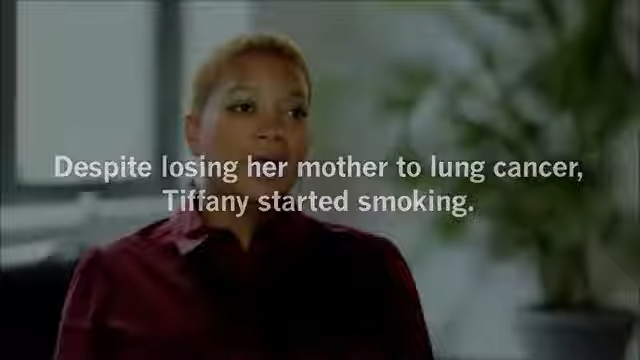 Despite losing her mother to lung cancer,
Tiffany started smoking.